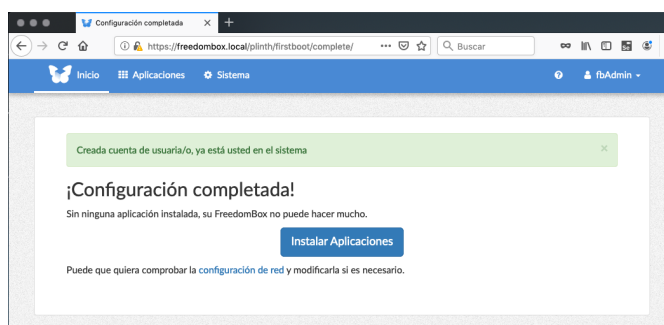 Configuración completada
https://freedombox.local/plinth/firstboot/complete/
Buscar
Inicio Aplicaciones Sistema fbAdmin
Creada cuenta de usuaria/o, ya está usted en el sistema
¡Configuración completada!
Sin ninguna aplicación instalada, su FreedomBox no puede hacer mucho.
Instalar Aplicaciones
Puede que quiera comprobar la configuración de red y modificarla si es necesario.